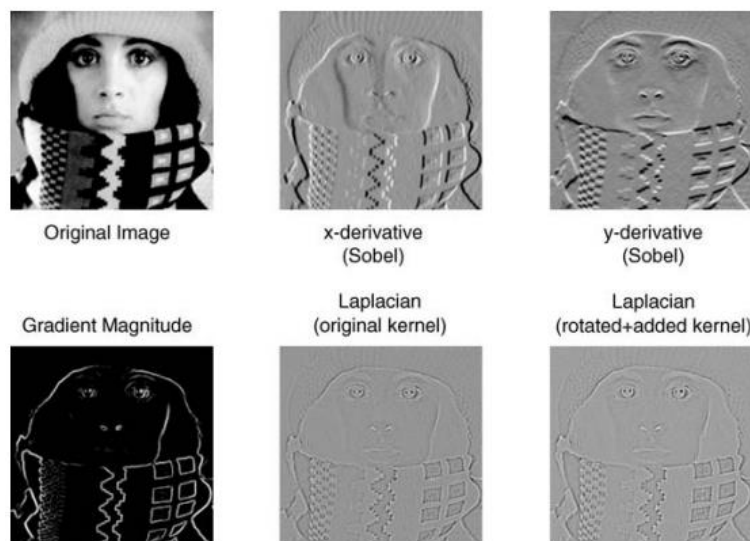 Original Image
x-derivative
(Sobel)
y-derivative
(Sobel)
Gradient Magnitude
Laplacian
(original kernel)
Laplacian
(rotated+added kernel)